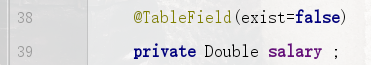 38 @TableField(exist=false)
39 private Double salary ;